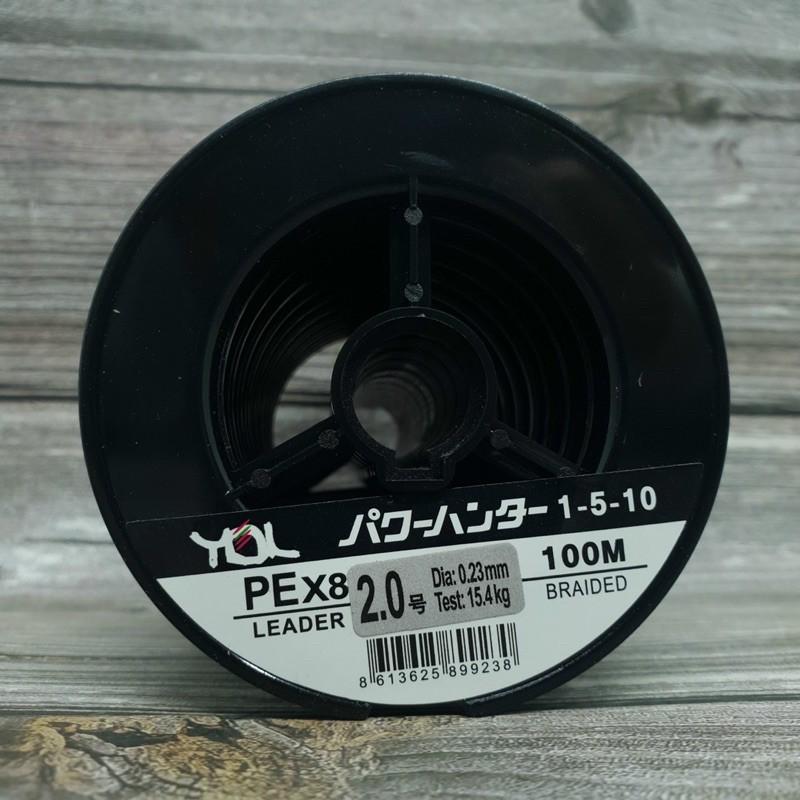 YOL パワーハンター 1-5-10
PEX8
LEADER
2.0号
Dia: 0.23mm
Test: 15.4kg
100M
BRAIDED
8 613625 899238